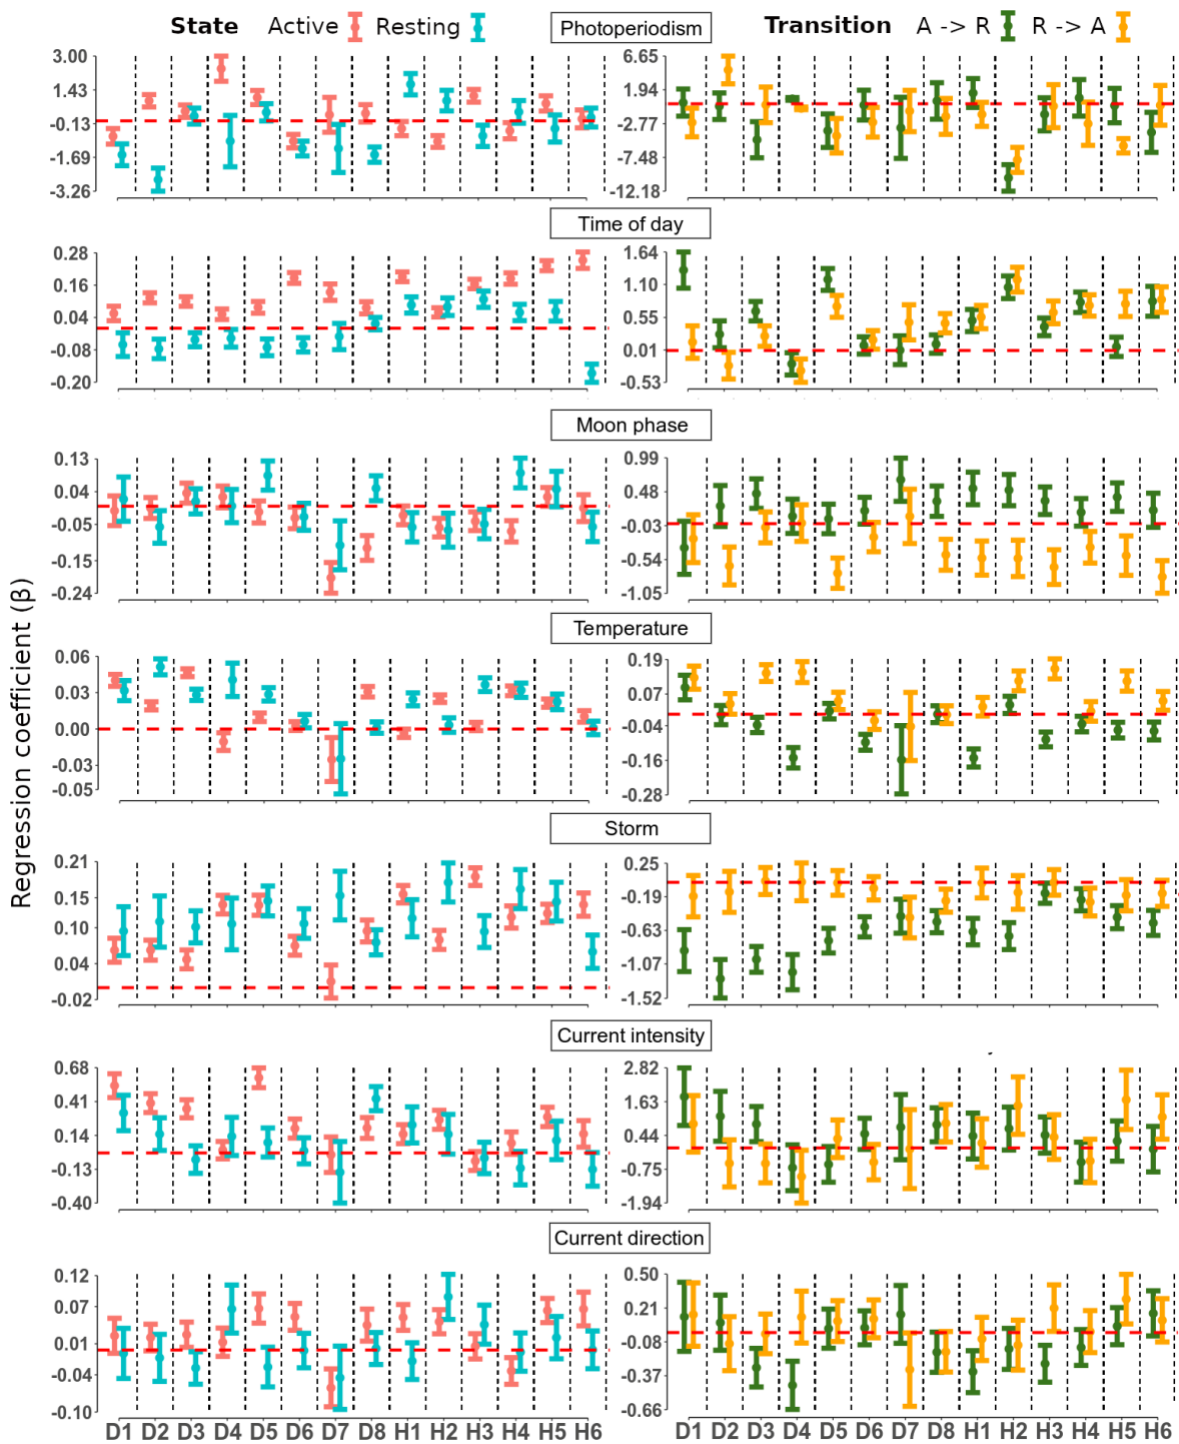 State Active Resting
Transition A -> R R -> A
Photoperiodism
3.00 6.65
1.43 1.94
-0.13 -2.77
-1.69 -7.48
-3.26 -12.18
Time of day
0.28 1.64
0.16 1.10
0.04 0.55
-0.08 0.01
-0.20 -0.53
Moon phase
0.13 0.99
0.04 0.48
-0.05 -0.03
-0.15 -0.54
-0.24 -1.05
Regression coefficient (β)
Temperature
0.06 0.19
0.03 0.07
0.00 -0.04
-0.03 -0.16
-0.05 -0.28
Storm
0.21 0.25
0.15 -0.19
0.10 -0.63
0.04 -1.07
-0.02 -1.52
Current intensity
0.68 2.82
0.41 1.63
0.14 0.44
-0.13 -0.75
-0.40 -1.94
Current direction
0.12 0.50
0.07 0.21
0.01 -0.08
-0.04 -0.37
-0.10 -0.66
D1 D2 D3 D4 D5 D6 D7 D8 H1 H2 H3 H4 H5 H6
D1 D2 D3 D4 D5 D6 D7 D8 H1 H2 H3 H4 H5 H6